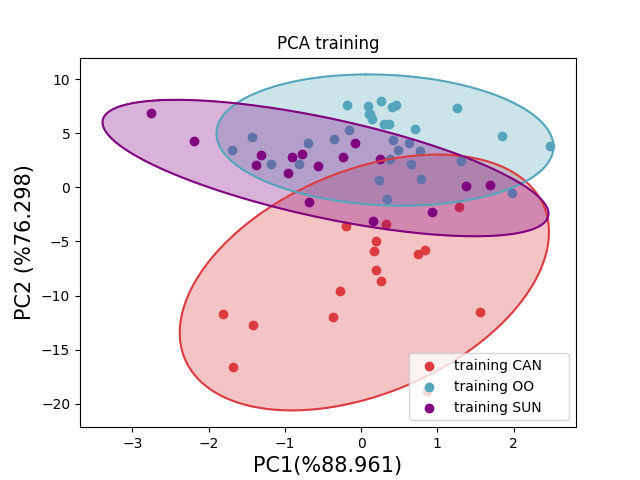 PCA training
PC2 (%76.298)
10
5
0
−5
−10
−15
−20
−3
−2
−1
0
1
2
PC1(%88.961)
training CAN
training OO
training SUN